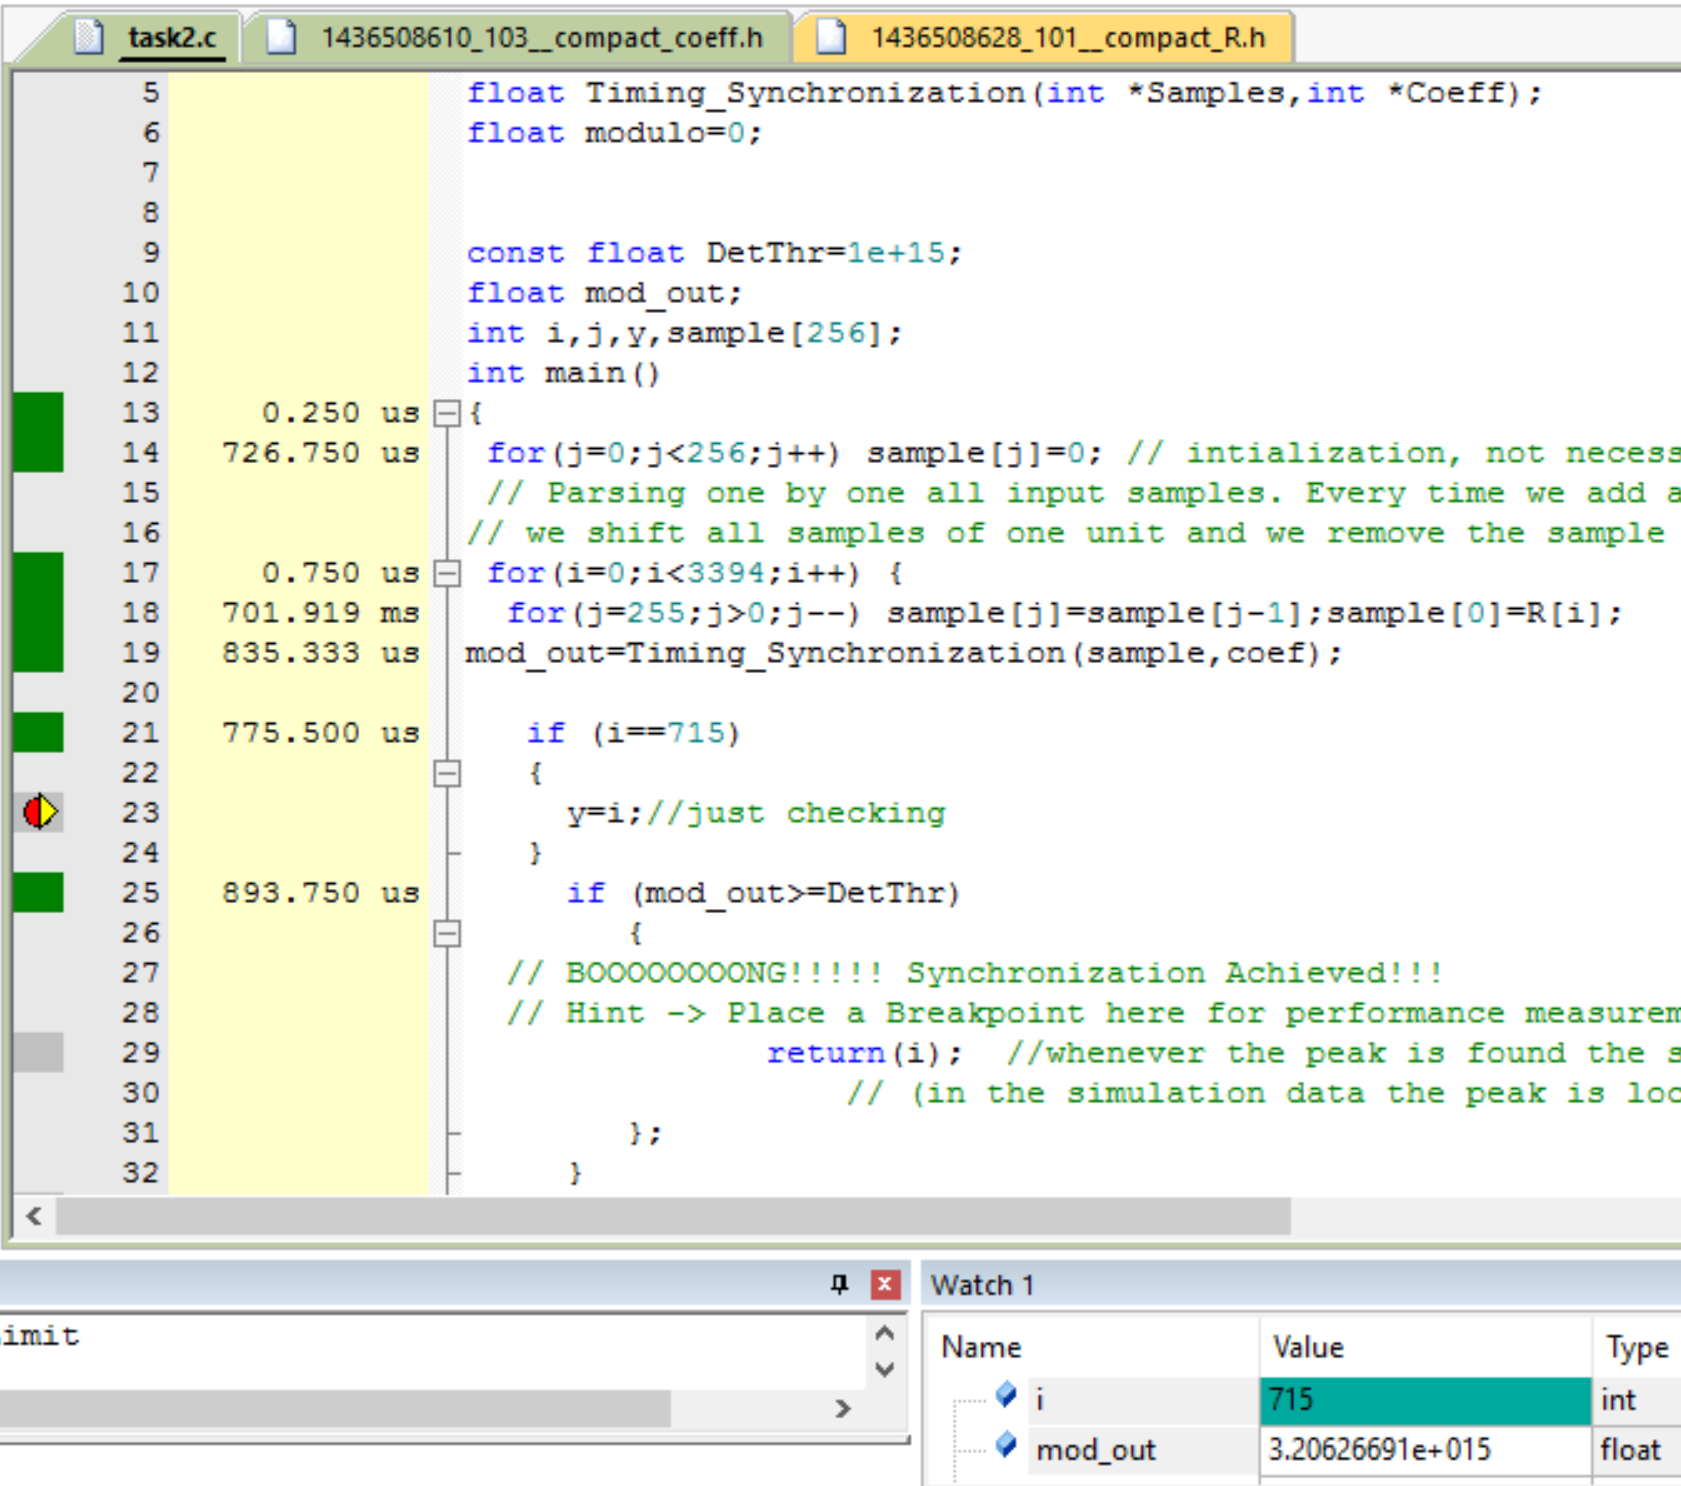 task2.c 1436508610_103__compact_coeff.h 1436508628_101__compact_R.h
5 float Timing_Synchronization(int *Samples,int *Coeff);
6 float modulo=0;
7
8
9 const float DetThr=1e+15;
10 float mod_out;
11 int i,j,y,sample[256];
12 int main()
13 0.250 us {
14 726.750 us for(j=0;j<256;j++) sample[j]=0; // intialization, not necess
15 // Parsing one by one all input samples. Every time we add a
16 // we shift all samples of one unit and we remove the sample
17 0.750 us for(i=0;i<3394;i++) {
18 701.919 ms for(j=255;j>0;j--) sample[j]=sample[j-1];sample[0]=R[i];
19 835.333 us mod_out=Timing_Synchronization(sample,coef);
20
21 775.500 us if (i==715)
22 {
23 y=i;//just checking
24 }
25 893.750 us if (mod_out>=DetThr)
26 {
27 // BOOOOOOOONG!!!!! Synchronization Achieved!!!
28 // Hint -> Place a Breakpoint here for performance measurem
29 return(i); //whenever the peak is found the s
30 // (in the simulation data the peak is loc
31 };
32 }
Watch 1
imit
Name Value Type
i 715 int
mod_out 3.20626691e+015 float